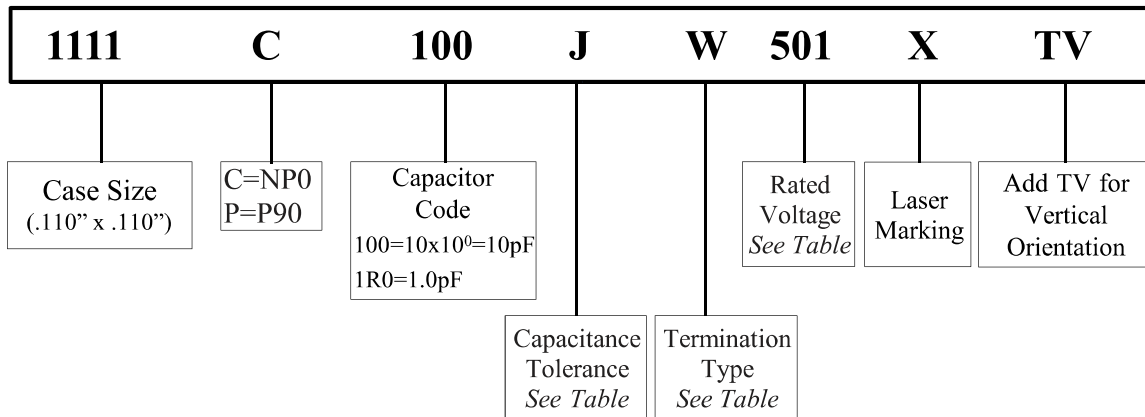 1111 C 100 J W 501 X TV
Case Size
(.110” x .110”)
C=NP0
P=P90
Capacitor
Code
100=10x10⁰=10pF
1R0=1.0pF
Capacitance
Tolerance
See Table
Termination
Type
See Table
Rated
Voltage
See Table
Laser
Marking
Add TV for
Vertical
Orientation